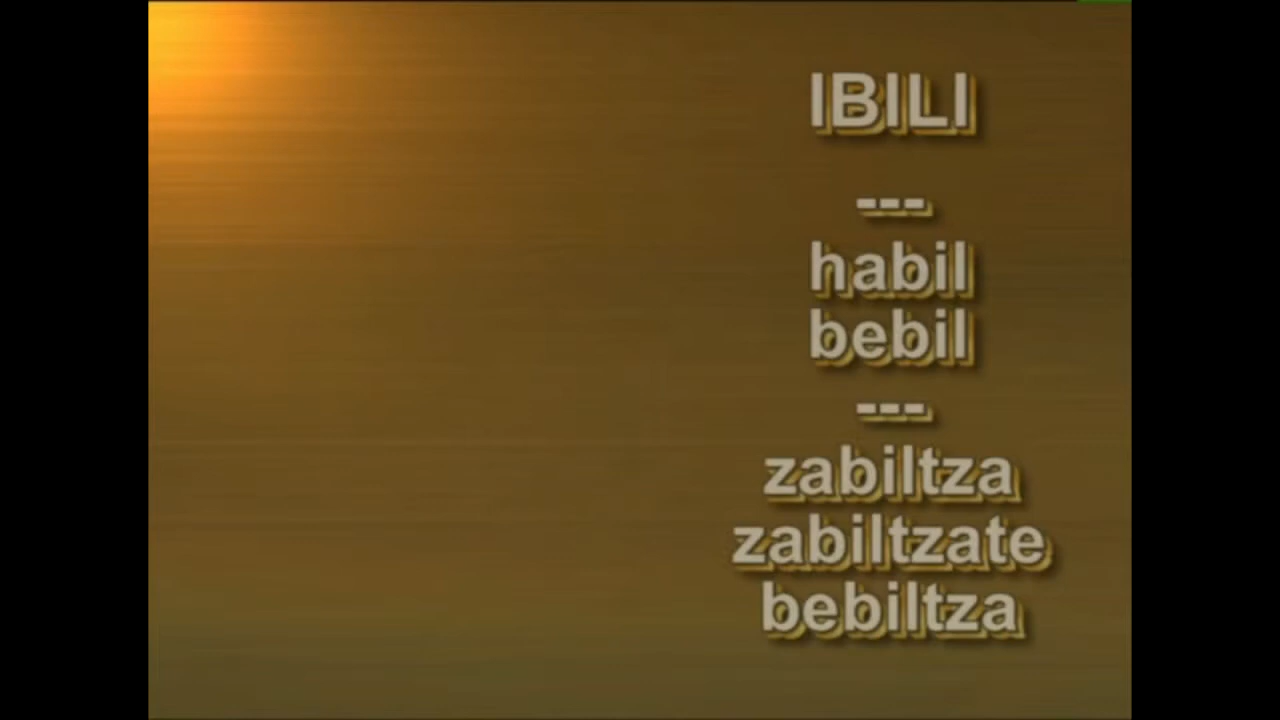 IBILI
---
habil
bebil
---
zabiltza
zabiltzate
bebiltza